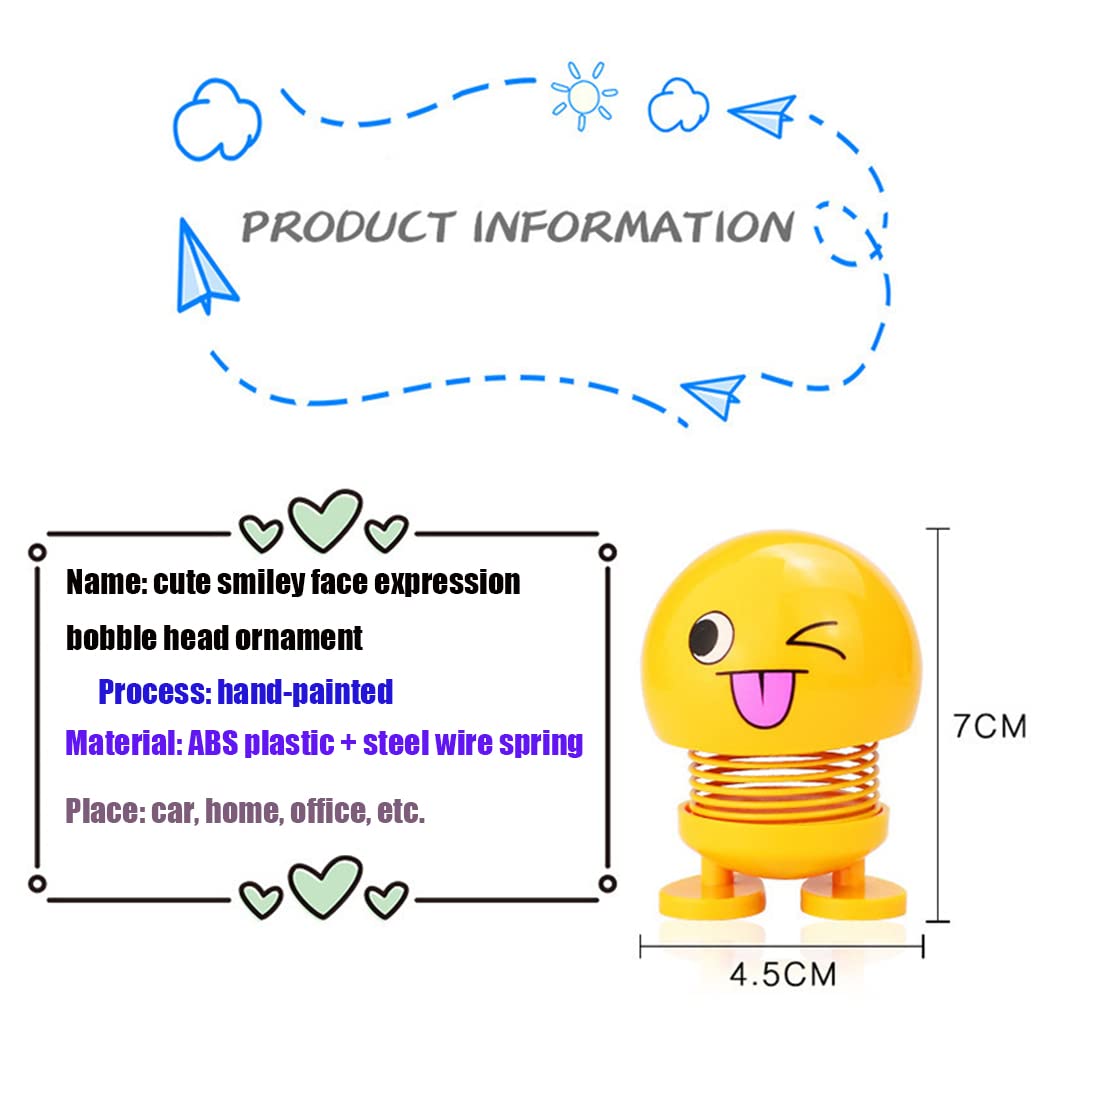 PRODUCT INFORMATION
Name: cute smiley face expression
bobble head ornament
Process: hand-painted
Material: ABS plastic + steel wire spring
Place: car, home, office, etc.
7CM
4.5CM